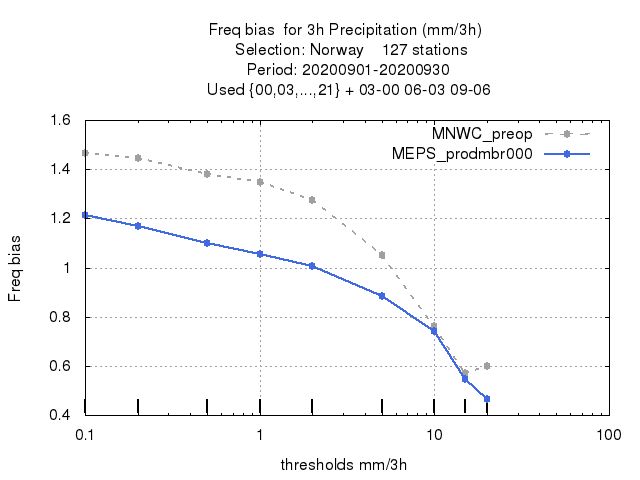 Freq bias  for 3h Precipitation (mm/3h)
Selection: Norway    127 stations
Period: 20200901-20200930
Used {00,03,...,21} + 03-00 06-03 09-06
MNWC_preop
MEPS_prodmbr000
1.6
1.4
1.2
1
0.8
0.6
0.4
Freq bias
0.1 1 10 100
thresholds mm/3h